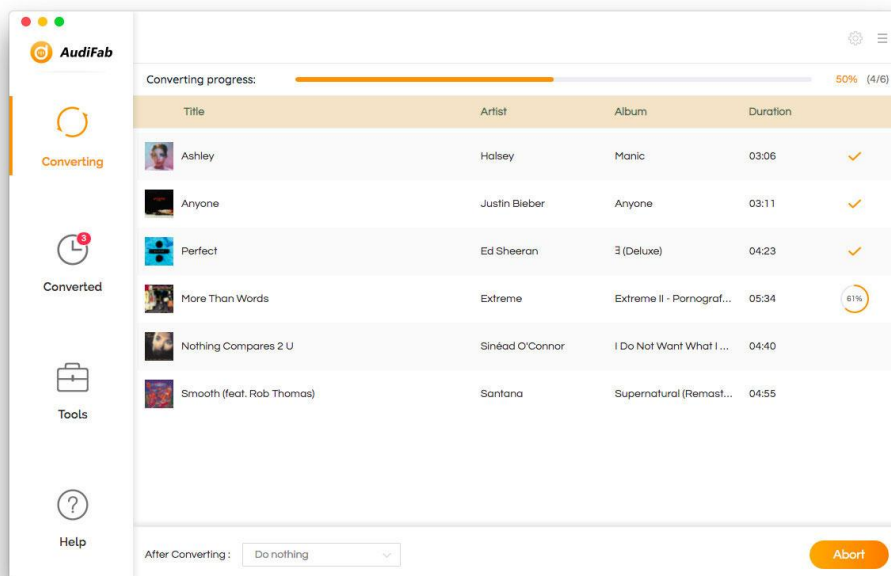 AudiFab
Converting progress: 50% (4/6)
Title Artist Album Duration
Ashley Halsey Manic 03:06
Converting
Anyone Justin Bieber Anyone 03:11
3
Perfect Ed Sheeran ∃ (Deluxe) 04:23
Converted
More Than Words Extreme Extreme II - Pornograf... 05:34 61%
Nothing Compares 2 U Sinéad O'Connor I Do Not Want What I ... 04:40
Smooth (feat. Rob Thomas) Santana Supernatural (Remast... 04:55
Tools
?
Help
After Converting : Do nothing Abort